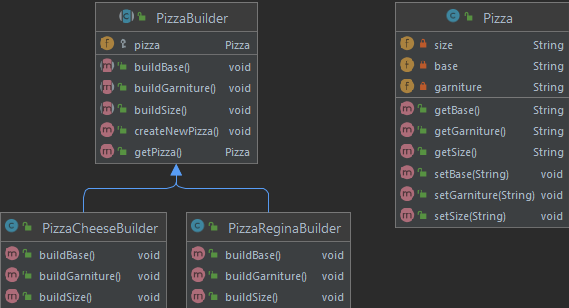 PizzaBuilder
pizza Pizza
buildBase() void
buildGarniture() void
buildSize() void
createNewPizza() void
getPizza() Pizza
Pizza
size String
base String
garniture String
getBase() String
getGarniture() String
getSize() String
setBase(String) void
setGarniture(String) void
setSize(String) void
PizzaCheeseBuilder
buildBase() void
buildGarniture() void
buildSize() void
PizzaReginaBuilder
buildBase() void
buildGarniture() void
buildSize() void